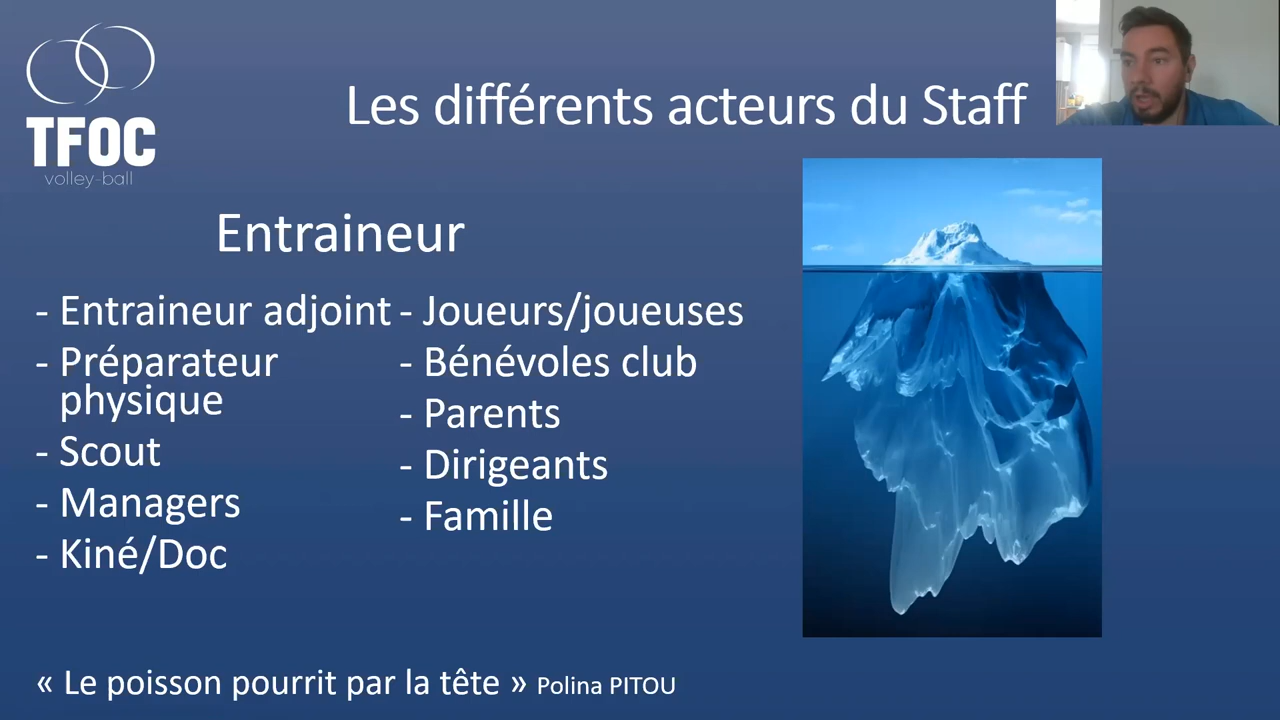 TFOC
volley-ball
Les différents acteurs du Staff
Entraineur
- Entraineur adjoint
- Préparateur
physique
- Scout
- Managers
- Kiné/Doc
- Joueurs/joueuses
- Bénévoles club
- Parents
- Dirigeants
- Famille
« Le poisson pourrit par la tête » Polina PITOU